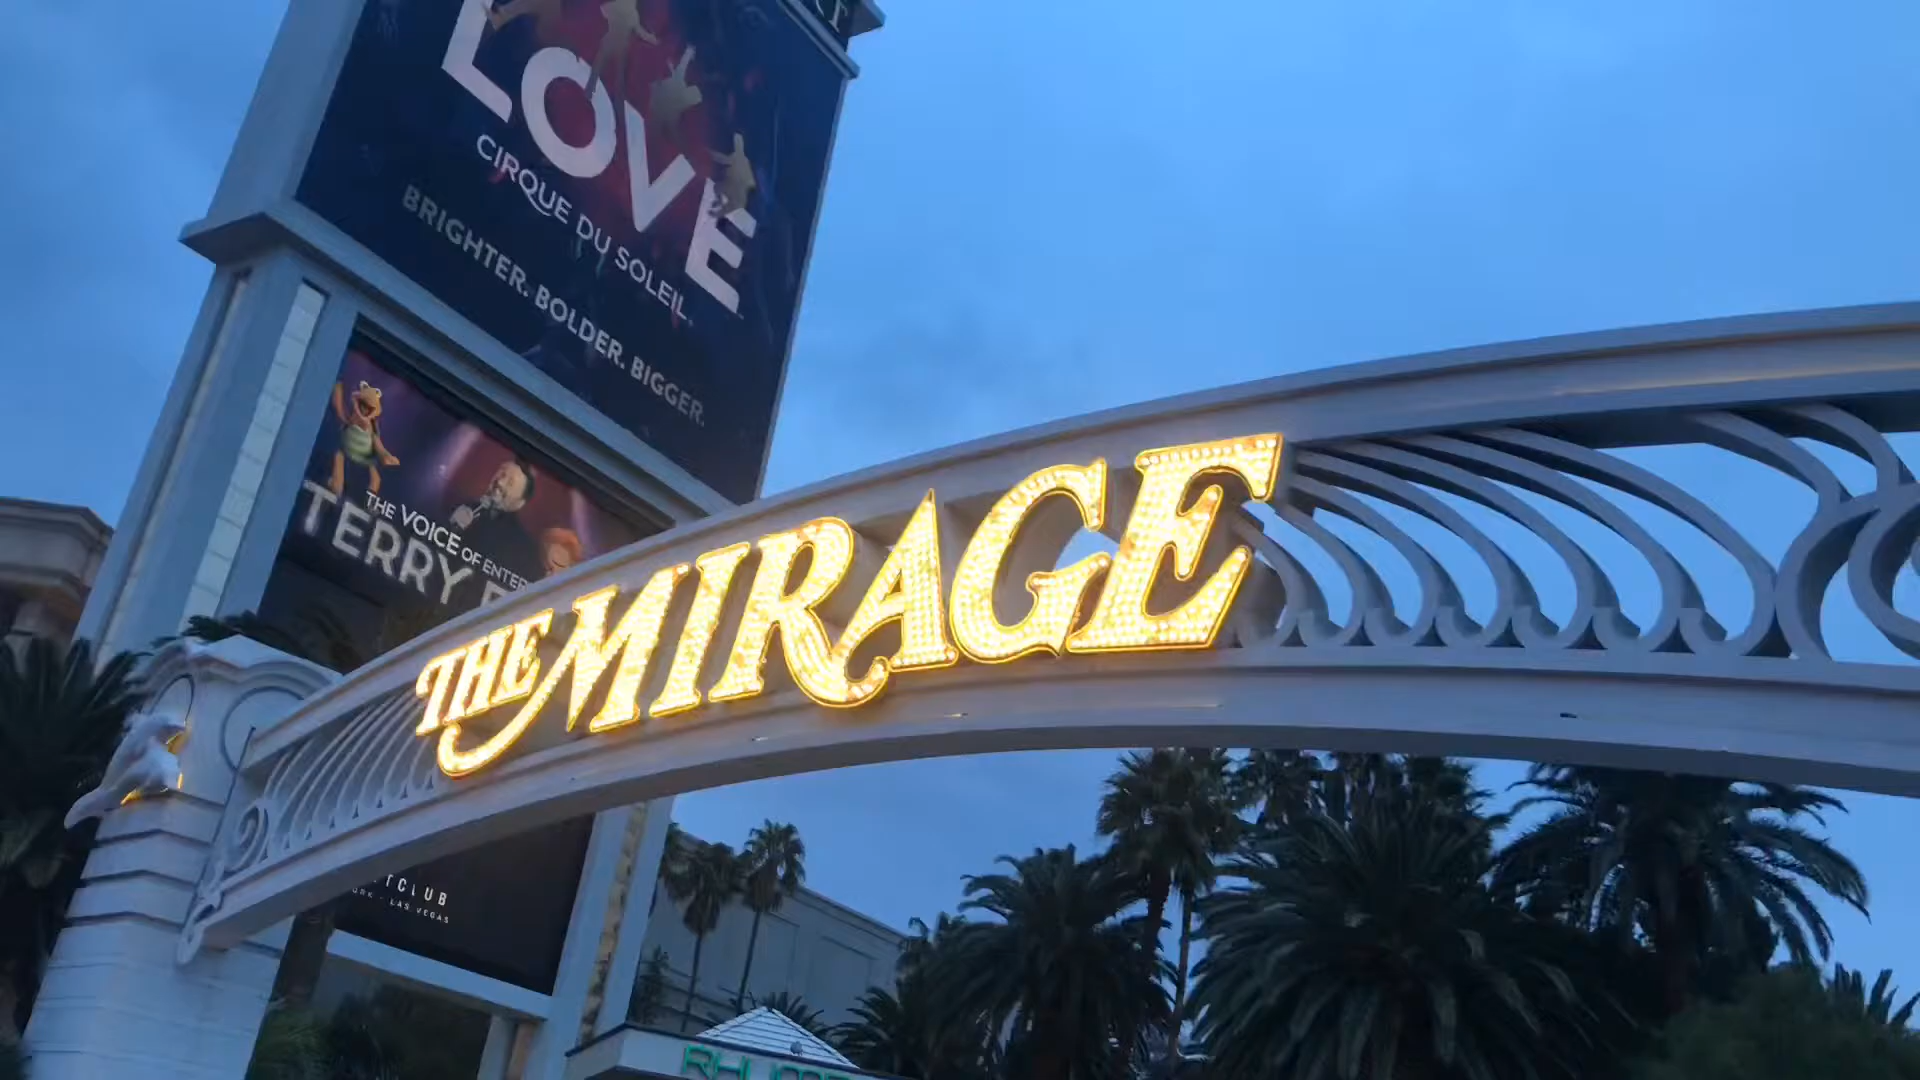 LOVE
CIRQUE DU SOLEIL
BRIGHTER. BOLDER. BIGGER.
THE VOICE OF
TERRY
THE MIRAGE
LAS VEGAS